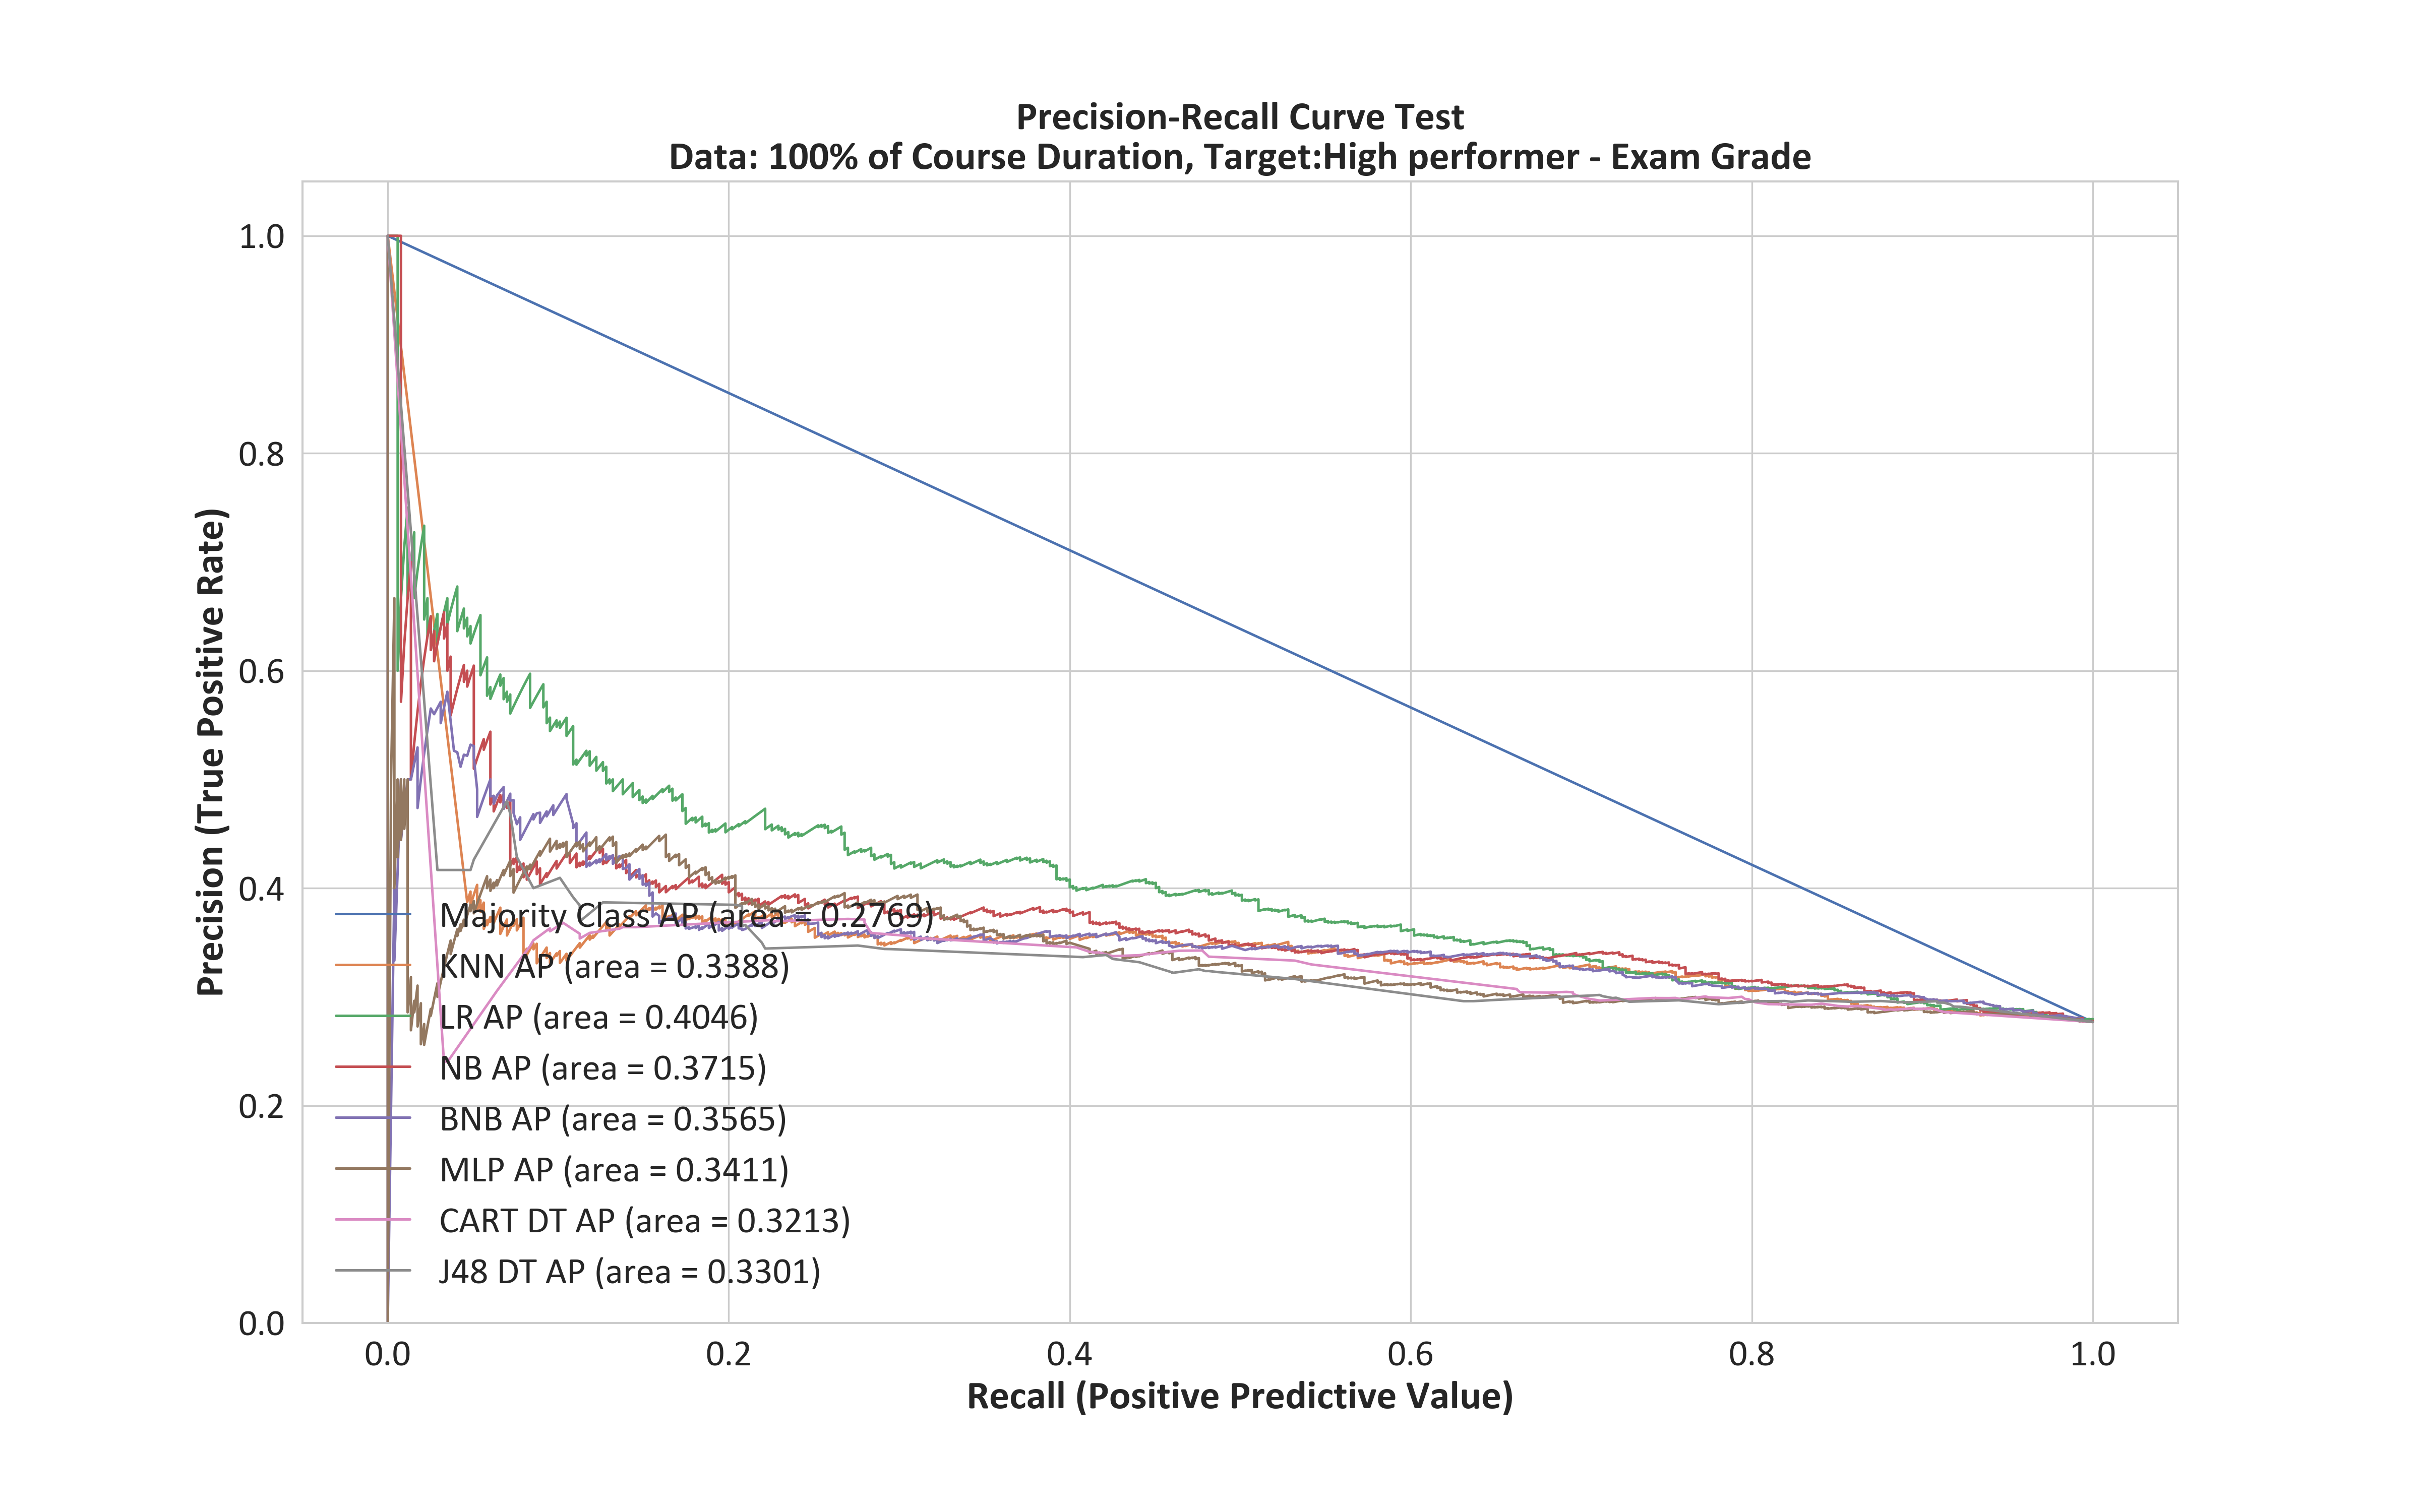 Precision-Recall Curve Test
Data: 100% of Course Duration, Target:High performer - Exam Grade
1.0
0.8
0.6
0.4
0.2
0.0
Precision (True Positive Rate)
Majority Class AP (area = 0.2769)
KNN AP (area = 0.3388)
LR AP (area = 0.4046)
NB AP (area = 0.3715)
BNB AP (area = 0.3565)
MLP AP (area = 0.3411)
CART DT AP (area = 0.3213)
J48 DT AP (area = 0.3301)
0.0 0.2 0.4 0.6 0.8 1.0
Recall (Positive Predictive Value)